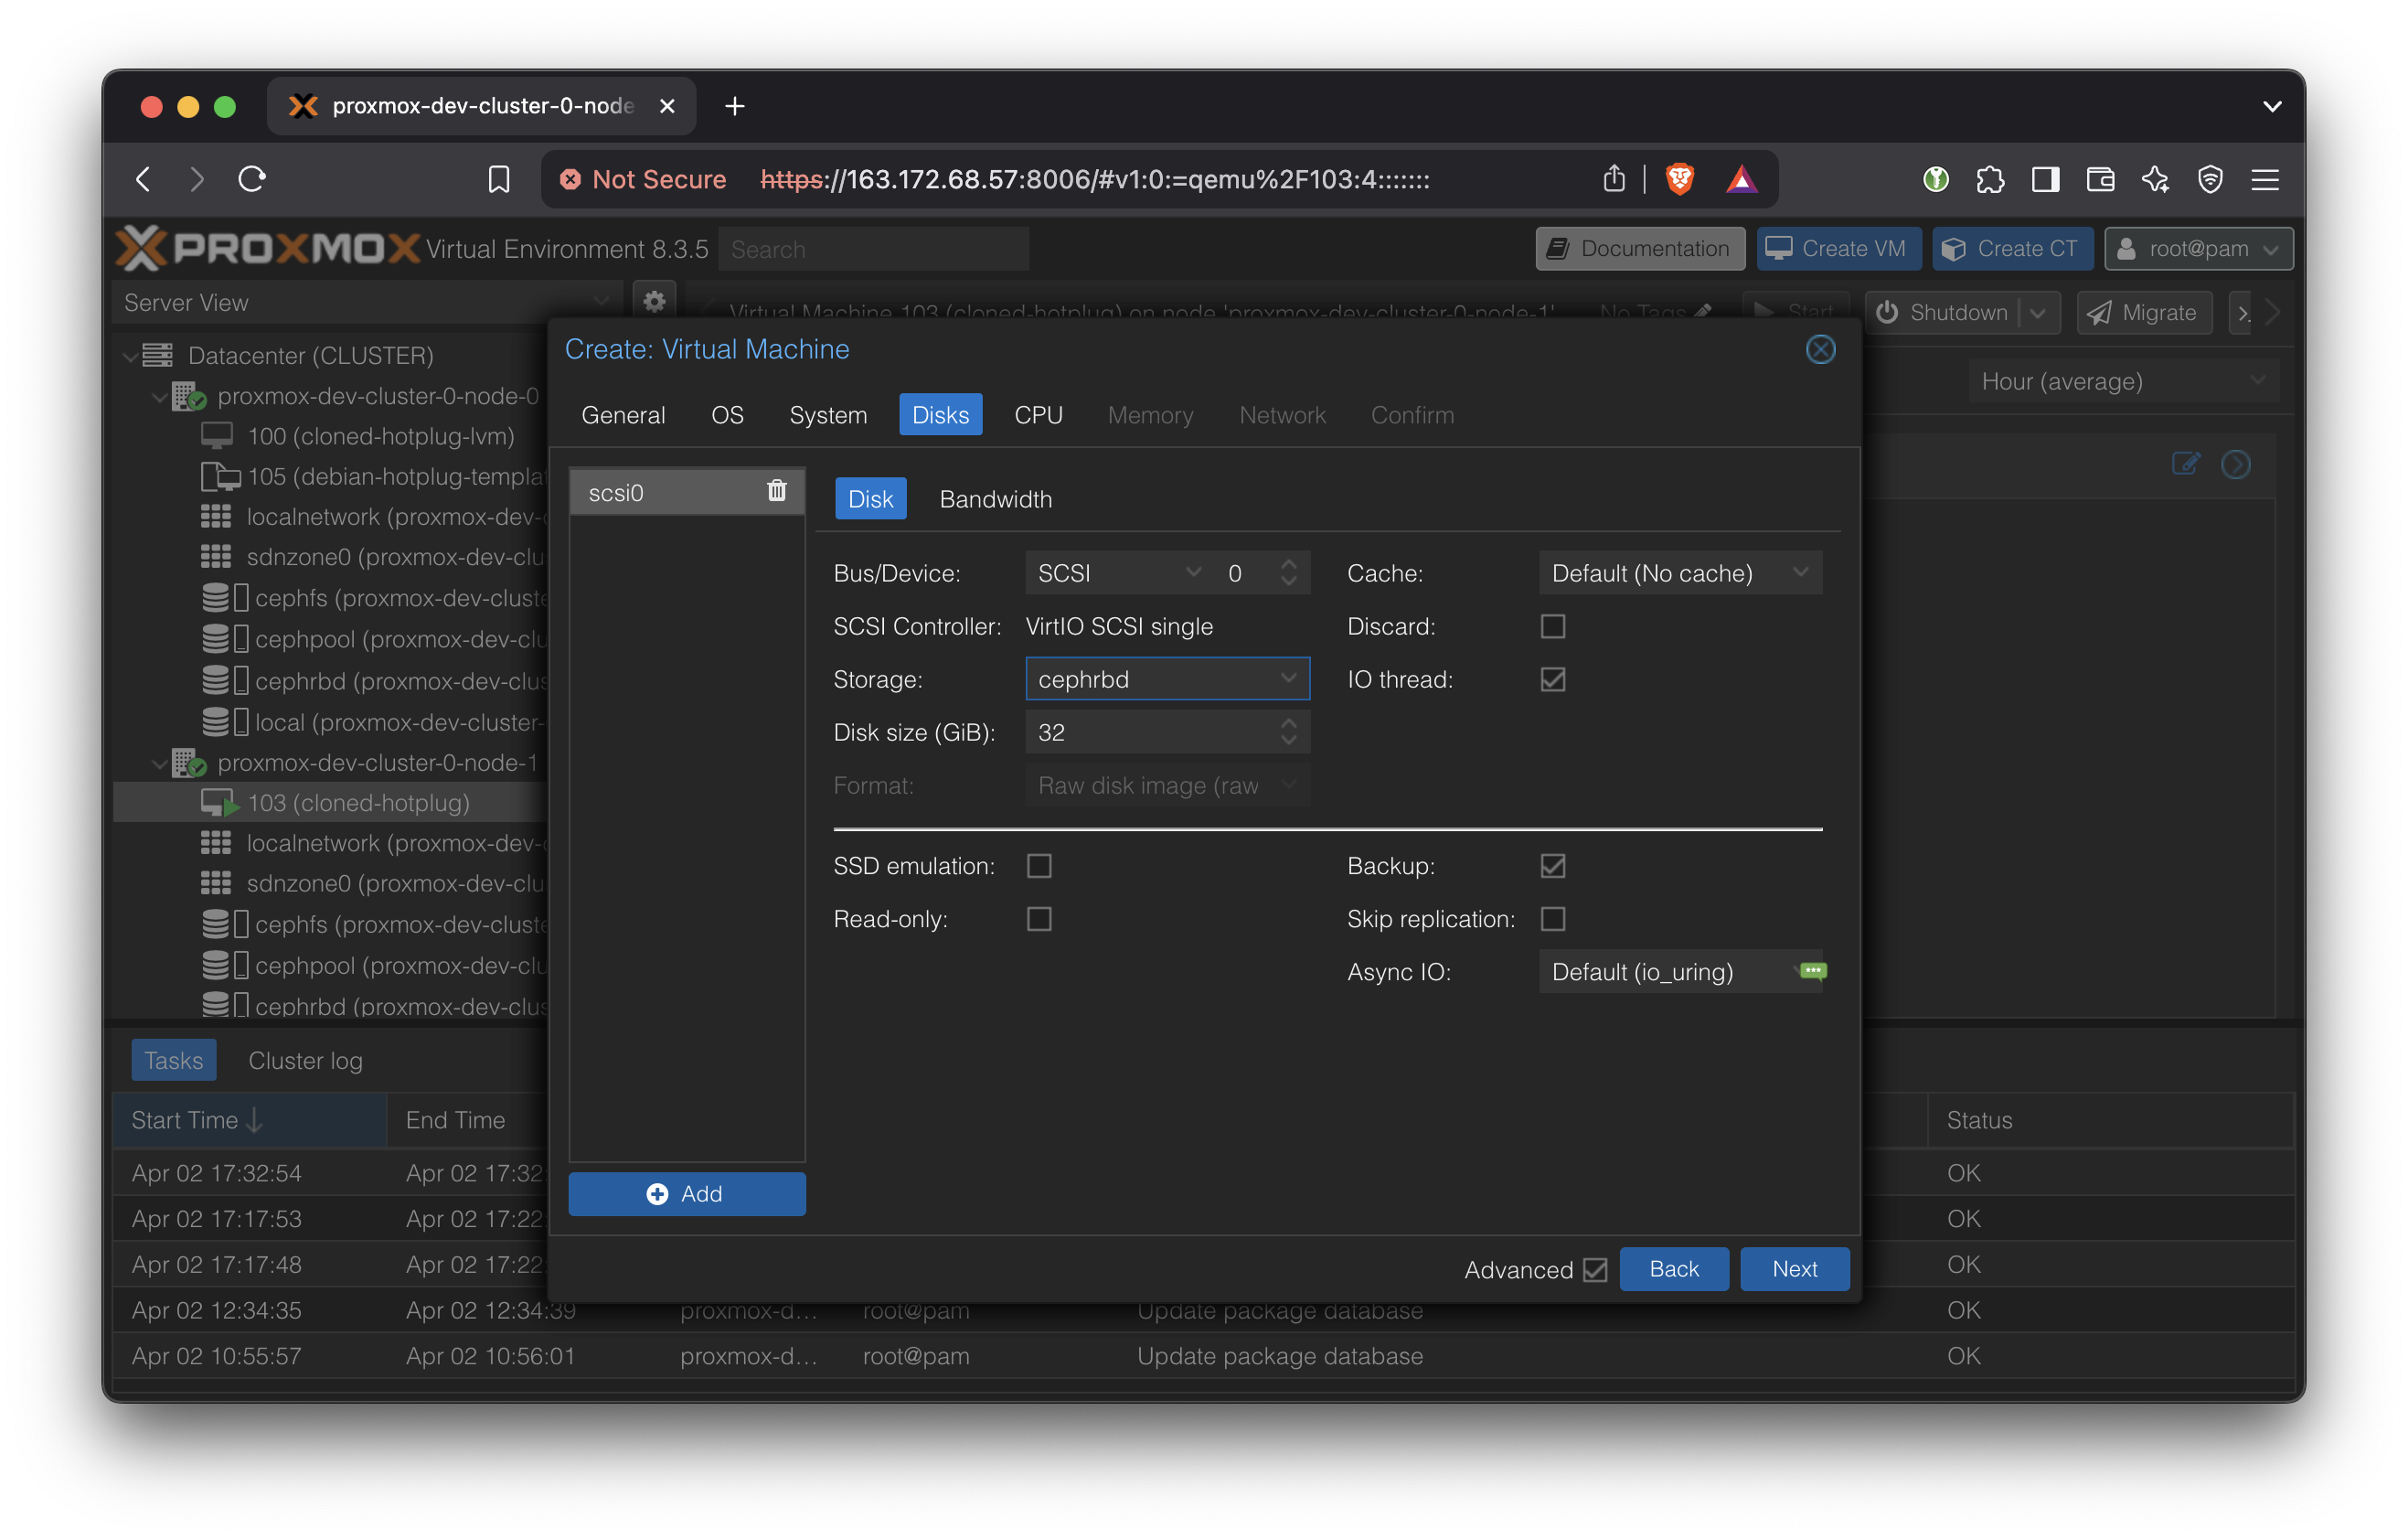 proxmox-dev-cluster-0-node
Not Secure https://163.172.68.57:8006/#v1:0:=qemu%2F103:4:::::::
PROXMOX Virtual Environment 8.3.5 Search Documentation Create VM Create CT root@pam
Server View
Virtual Machine 103 (cloned-hotplug) on node 'proxmox-dev-cluster-0-node-1' No Tags Start Shutdown Migrate >_
Hour (average)
Datacenter (CLUSTER)
proxmox-dev-cluster-0-node-0
100 (cloned-hotplug-lvm)
105 (debian-hotplug-templat
localnetwork (proxmox-dev-c
sdnzone0 (proxmox-dev-clu
cephfs (proxmox-dev-cluste
cephpool (proxmox-dev-clu
cephrbd (proxmox-dev-clus
local (proxmox-dev-cluster-
proxmox-dev-cluster-0-node-1
103 (cloned-hotplug)
localnetwork (proxmox-dev-c
sdnzone0 (proxmox-dev-clu
cephfs (proxmox-dev-cluste
cephpool (proxmox-dev-clu
cephrbd (proxmox-dev-clus
Create: Virtual Machine
General OS System Disks CPU Memory Network Confirm
scsi0
Disk Bandwidth
Bus/Device: SCSI 0 Cache: Default (No cache)
SCSI Controller: VirtIO SCSI single Discard:
Storage: cephrbd IO thread:
Disk size (GiB): 32
Format: Raw disk image (raw
SSD emulation: Backup:
Read-only: Skip replication:
Async IO: Default (io_uring)
Add
Advanced Back Next
Tasks Cluster log
Start Time End Time Status
Apr 02 17:32:54 Apr 02 17:32: OK
Apr 02 17:17:53 Apr 02 17:22: OK
Apr 02 17:17:48 Apr 02 17:22: OK
Apr 02 12:34:35 Apr 02 12:34:39 proxmox-d... root@pam Update package database OK
Apr 02 10:55:57 Apr 02 10:56:01 proxmox-d... root@pam Update package database OK